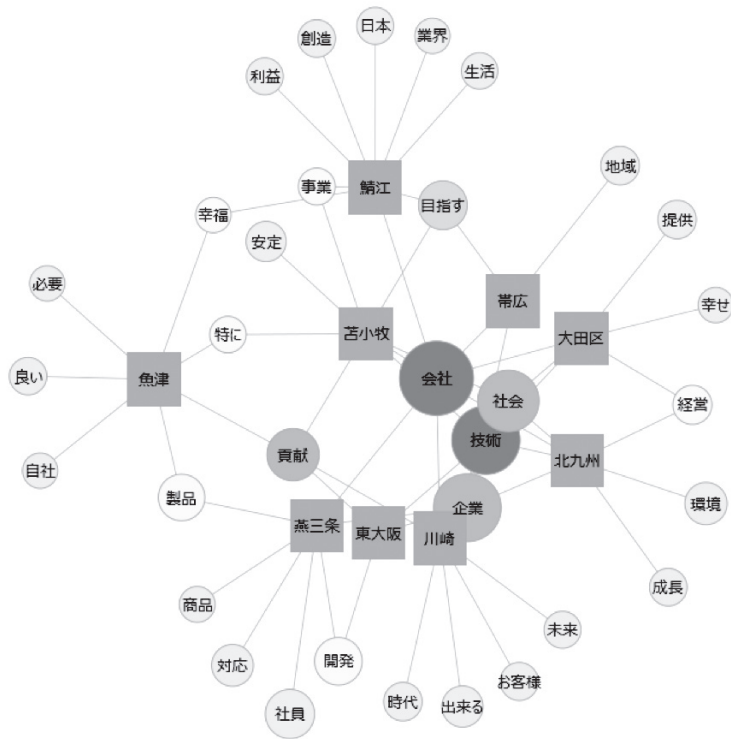 日本
創造
業界
利益
生活
地域
事業
鯖江
目指す
幸福
提供
安定
必要
帯広
幸せ
特に
苫小牧
大田区
良い
魚津
会社
社会
経営
技術
貢献
北九州
自社
製品
企業
環境
燕三条
東大阪
川崎
成長
商品
未来
対応
開発
お客様
社員
時代
出来る